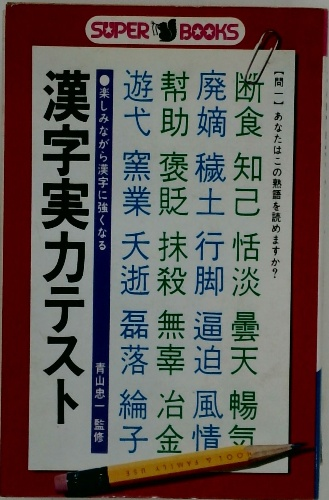 SUPER BOOKS
【問一】あなたはこの熟語を読めますか?
断食 知己 恬淡 曇天 暢気
廃嫡 穢土 行脚 逼迫 風情
幇助 褒貶 抹殺 無辜 冶金
遊弋 窯業 夭逝 磊落 綸子
●楽しみながら漢字に強くなる
青山忠一 監修
漢字実力テスト
SCHOOL & FAMILY USE